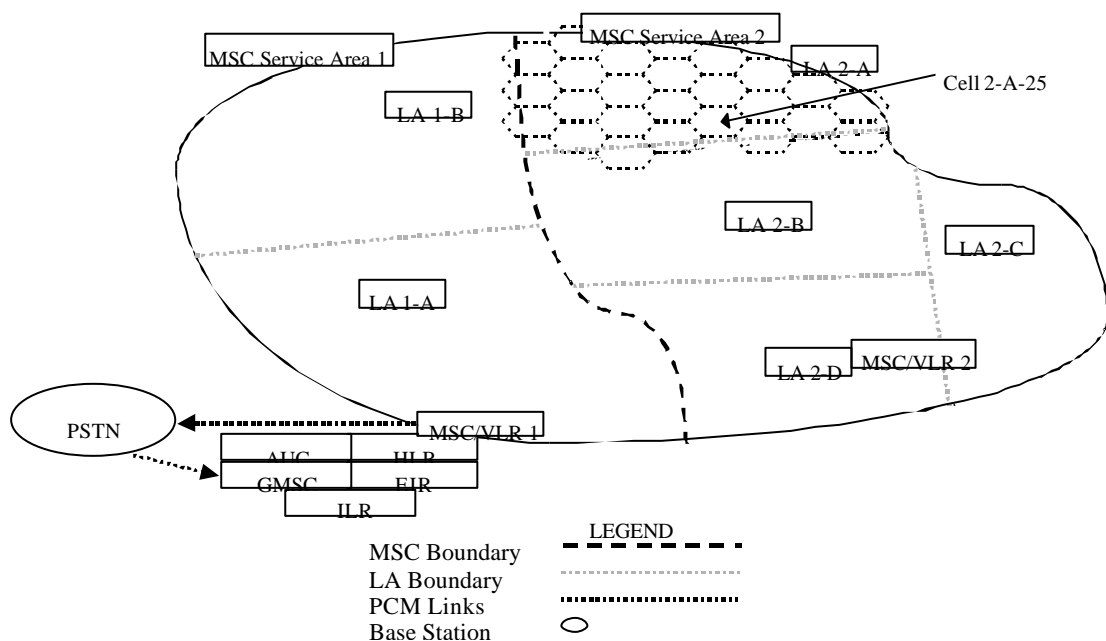 MSC Service Area 1
MSC Service Area 2
LA 2-A
Cell 2-A-25
LA 1-B
LA 2-B
LA 2-C
LA 1-A
LA 2-D
MSC/VLR 2
PSTN
MSC/VLR 1
AUC
HLR
GMSC
EIR
ILR
LEGEND
MSC Boundary
LA Boundary
PCM Links
Base Station